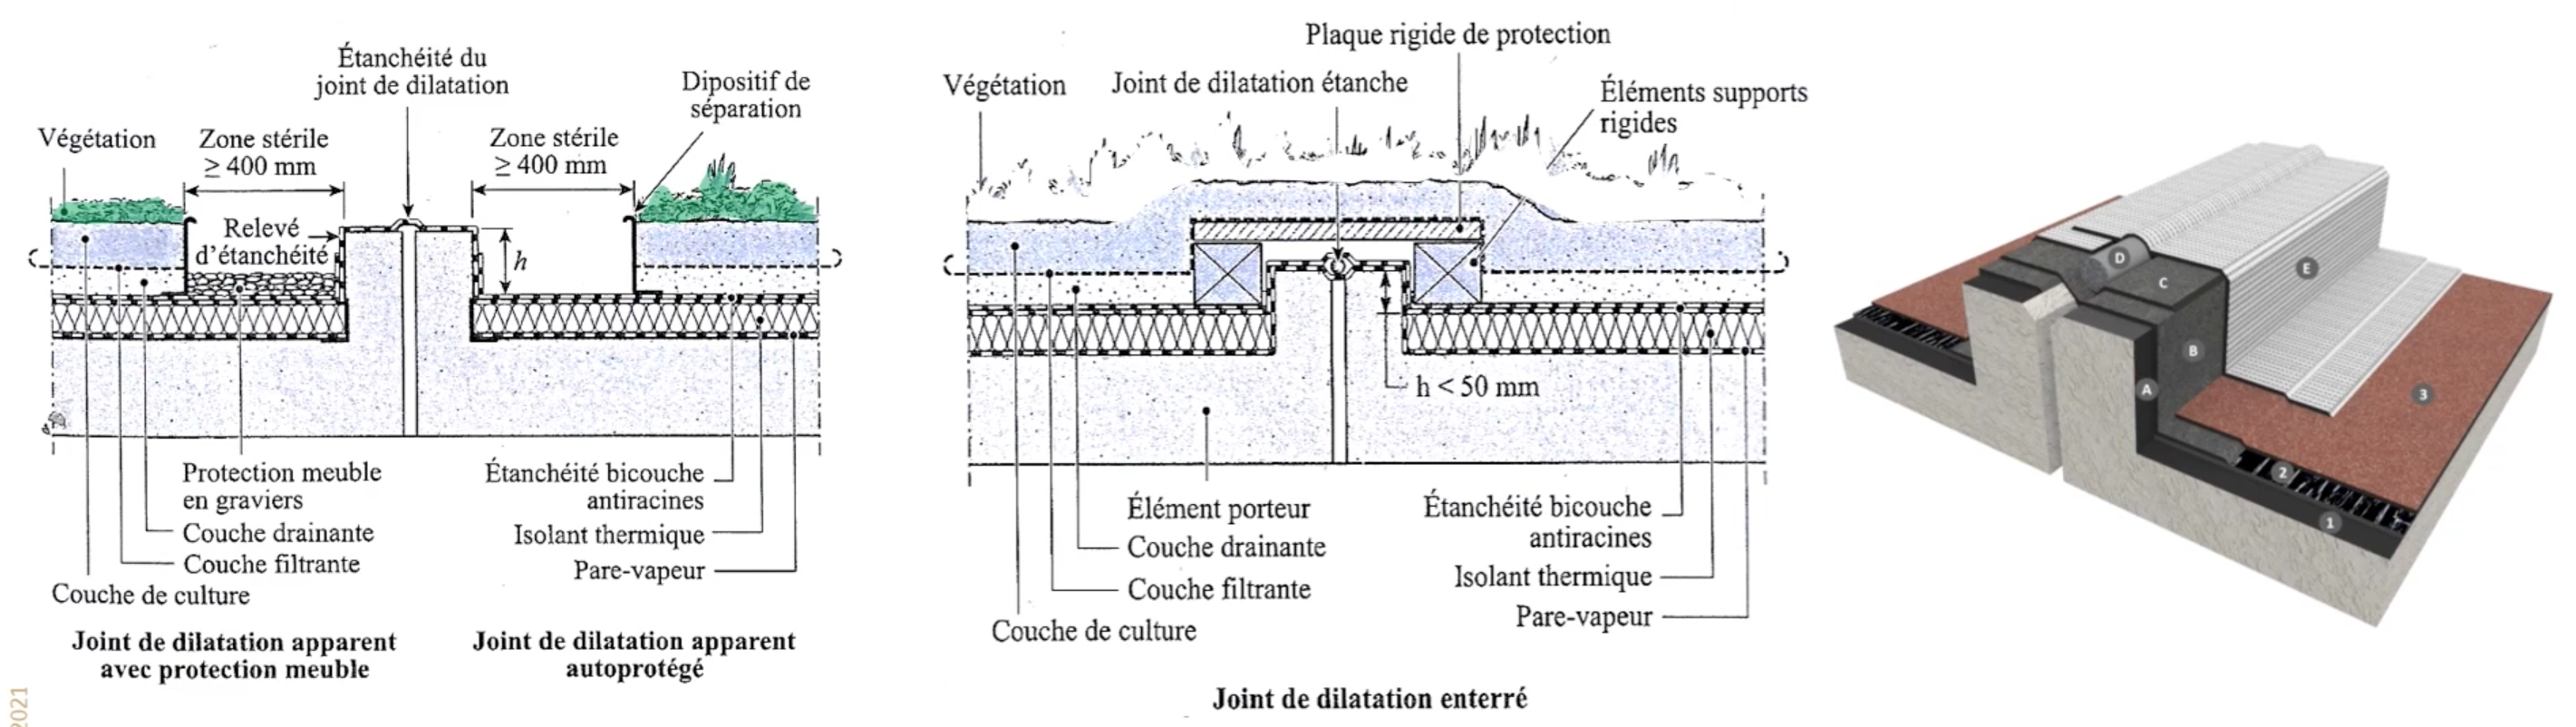 Étanchéité du
joint de dilatation
Dipositif de
séparation
Végétation
Zone stérile
≥ 400 mm
Zone stérile
≥ 400 mm
Relevé
d'étanchéité
h
Protection meuble
en graviers
Couche drainante
Couche filtrante
Couche de culture
Étanchéité bicouche
antiracines
Isolant thermique
Pare-vapeur
Joint de dilatation apparent
avec protection meuble
Joint de dilatation apparent
autoprotégé
2021
Plaque rigide de protection
Végétation
Joint de dilatation étanche
Éléments supports
rigides
h < 50 mm
Élément porteur
Couche drainante
Couche filtrante
Couche de culture
Étanchéité bicouche
antiracines
Isolant thermique
Pare-vapeur
Joint de dilatation enterré
D
C
E
B
A
3
2
1